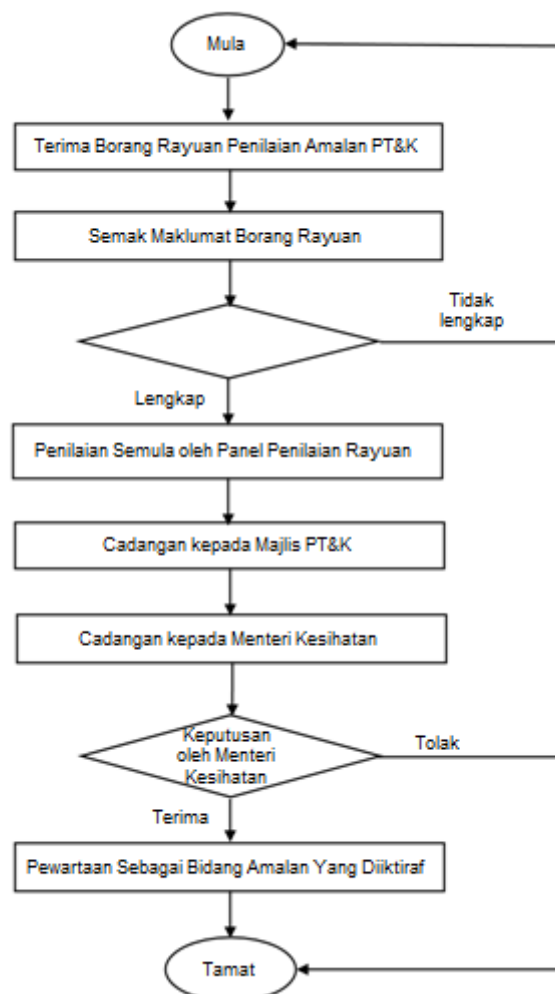 Mula
Terima Borang Rayuan Penilaian Amalan PT&K
Semak Maklumat Borang Rayuan
Tidak
lengkap
Lengkap
Penilaian Semula oleh Panel Penilaian Rayuan
Cadangan kepada Majlis PT&K
Cadangan kepada Menteri Kesihatan
Keputusan
oleh Menteri
Kesihatan
Tolak
Terima
Pewartaan Sebagai Bidang Amalan Yang Diiktiraf
Tamat